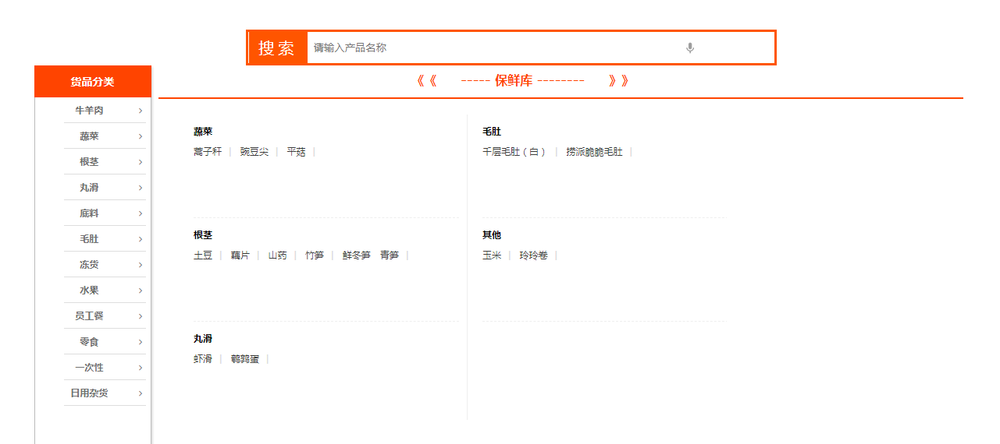 搜索 请输入产品名称
货品分类
《《 ----- 保鲜库 -------- 》》
牛羊肉 >
蔬菜 >
根茎 >
丸滑 >
底料 >
毛肚 >
冻货 >
水果 >
员工餐 >
零食 >
一次性 >
日用杂货 >
蔬菜
蒿子秆 | 豌豆尖 | 平菇 |
毛肚
千层毛肚（白） | 捞派脆脆毛肚 |
根茎
土豆 | 藕片 | 山药 | 竹笋 | 鲜冬笋 青笋 |
其他
玉米 | 玲玲卷 |
丸滑
虾滑 | 鹌鹑蛋 |